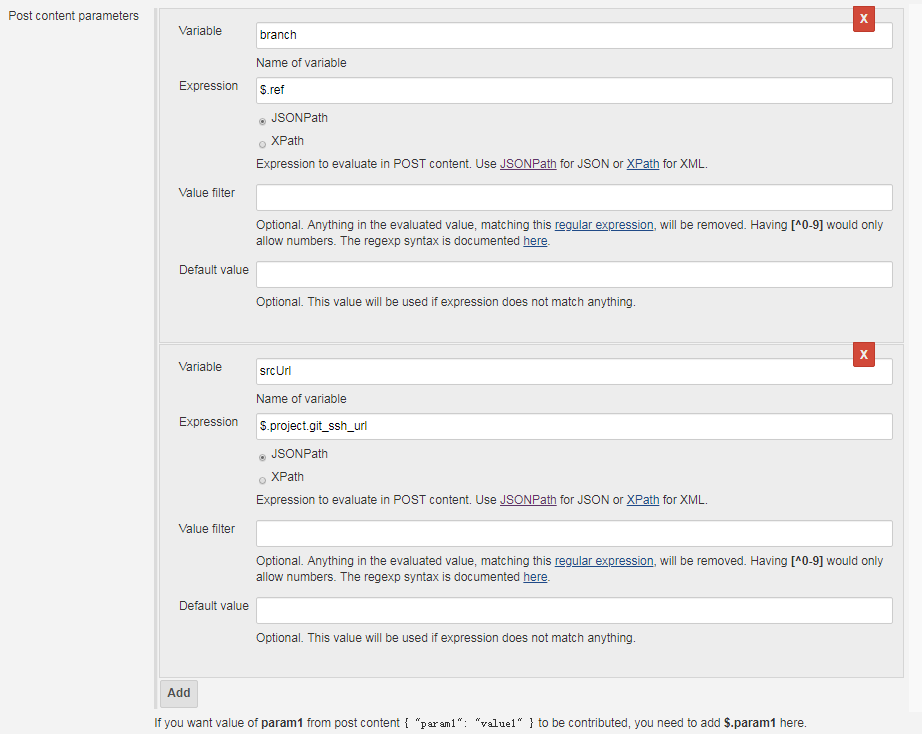 Post content parameters
X
Variable
branch
Name of variable
Expression
$.ref
JSONPath
XPath
Expression to evaluate in POST content. Use JSONPath for JSON or XPath for XML.
Value filter
Optional. Anything in the evaluated value, matching this regular expression, will be removed. Having [^0-9] would only
allow numbers. The regexp syntax is documented here.
Default value
Optional. This value will be used if expression does not match anything.
X
Variable
srcUrl
Name of variable
Expression
$.project.git_ssh_url
JSONPath
XPath
Expression to evaluate in POST content. Use JSONPath for JSON or XPath for XML.
Value filter
Optional. Anything in the evaluated value, matching this regular expression, will be removed. Having [^0-9] would only
allow numbers. The regexp syntax is documented here.
Default value
Optional. This value will be used if expression does not match anything.
Add
If you want value of param1 from post content { "param1": "value1" } to be contributed, you need to add $.param1 here.